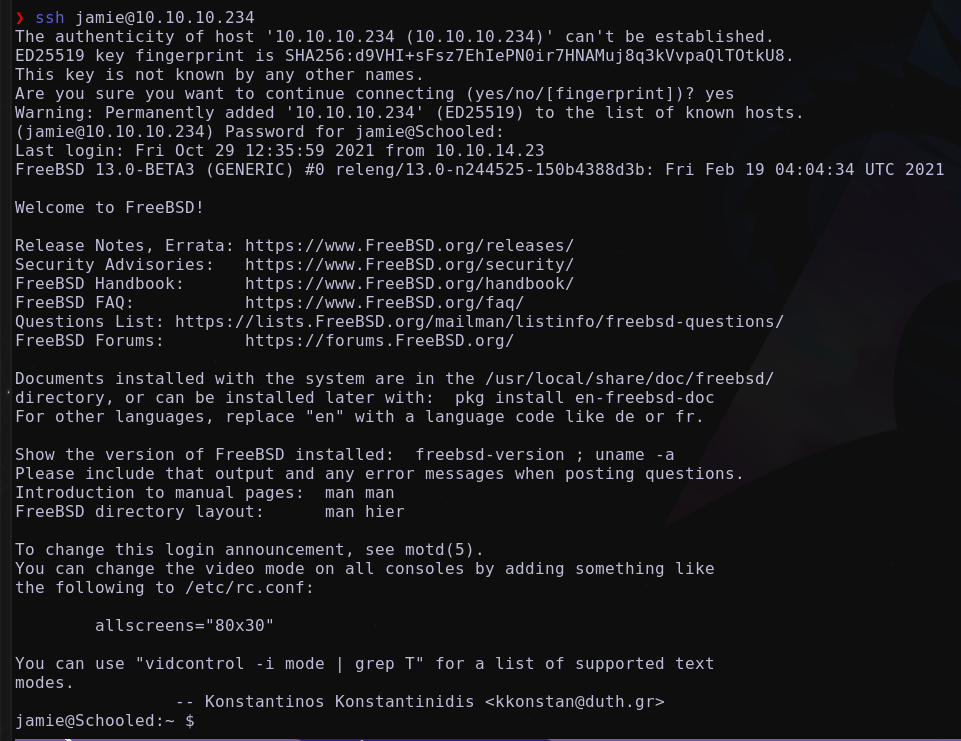 ❯ ssh jamie@10.10.10.234
The authenticity of host '10.10.10.234 (10.10.10.234)' can't be established.
ED25519 key fingerprint is SHA256:d9VHI+sFsz7EhIePN0ir7HNAMuj8q3kVvpaQlTOtkU8.
This key is not known by any other names.
Are you sure you want to continue connecting (yes/no/[fingerprint])? yes
Warning: Permanently added '10.10.10.234' (ED25519) to the list of known hosts.
(jamie@10.10.10.234) Password for jamie@Schooled:
Last login: Fri Oct 29 12:35:59 2021 from 10.10.14.23
FreeBSD 13.0-BETA3 (GENERIC) #0 releng/13.0-n244525-150b4388d3b: Fri Feb 19 04:04:34 UTC 2021

Welcome to FreeBSD!

Release Notes, Errata: https://www.FreeBSD.org/releases/
Security Advisories:   https://www.FreeBSD.org/security/
FreeBSD Handbook:      https://www.FreeBSD.org/handbook/
FreeBSD FAQ:           https://www.FreeBSD.org/faq/
Questions List: https://lists.FreeBSD.org/mailman/listinfo/freebsd-questions/
FreeBSD Forums:        https://forums.FreeBSD.org/

Documents installed with the system are in the /usr/local/share/doc/freebsd/
directory, or can be installed later with:  pkg install en-freebsd-doc
For other languages, replace "en" with a language code like de or fr.

Show the version of FreeBSD installed:  freebsd-version ; uname -a
Please include that output and any error messages when posting questions.
Introduction to manual pages:  man man
FreeBSD directory layout:      man hier

To change this login announcement, see motd(5).
You can change the video mode on all consoles by adding something like
the following to /etc/rc.conf:

        allscreens="80x30"

You can use "vidcontrol -i mode | grep T" for a list of supported text
modes.
                -- Konstantinos Konstantinidis <kkonstan@duth.gr>
jamie@Schooled:~ $